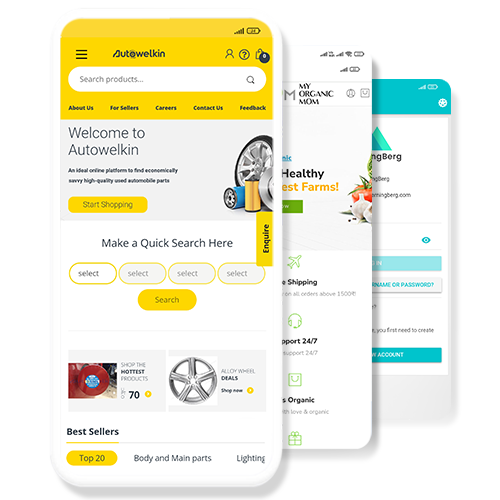 Autowelkin
0
Search products...
About Us
For Sellers
Careers
Contact Us
Feedback
Welcome to
Autowelkin
An ideal online platform to find economically
savvy high-quality used automobile parts
Start Shopping
Enquire
Make a Quick Search Here
select
select
select
select
Search
SHOP THE
HOTTEST
PRODUCTS
70
ALLOY WHEEL
DEALS
Shop now
Best Sellers
Top 20
Body and Main parts
Lighting
MY
ORGANIC
MOM
nic
Healthy
est Farms!
ow
e Shipping
on all orders above 1500₹!
pport 24/7
support 24/7
s Organic
with love & organic
ngBerg
ngBerg
arningberg.com
RNAME OR PASSWORD?
e, you first need to create
W ACCOUNT